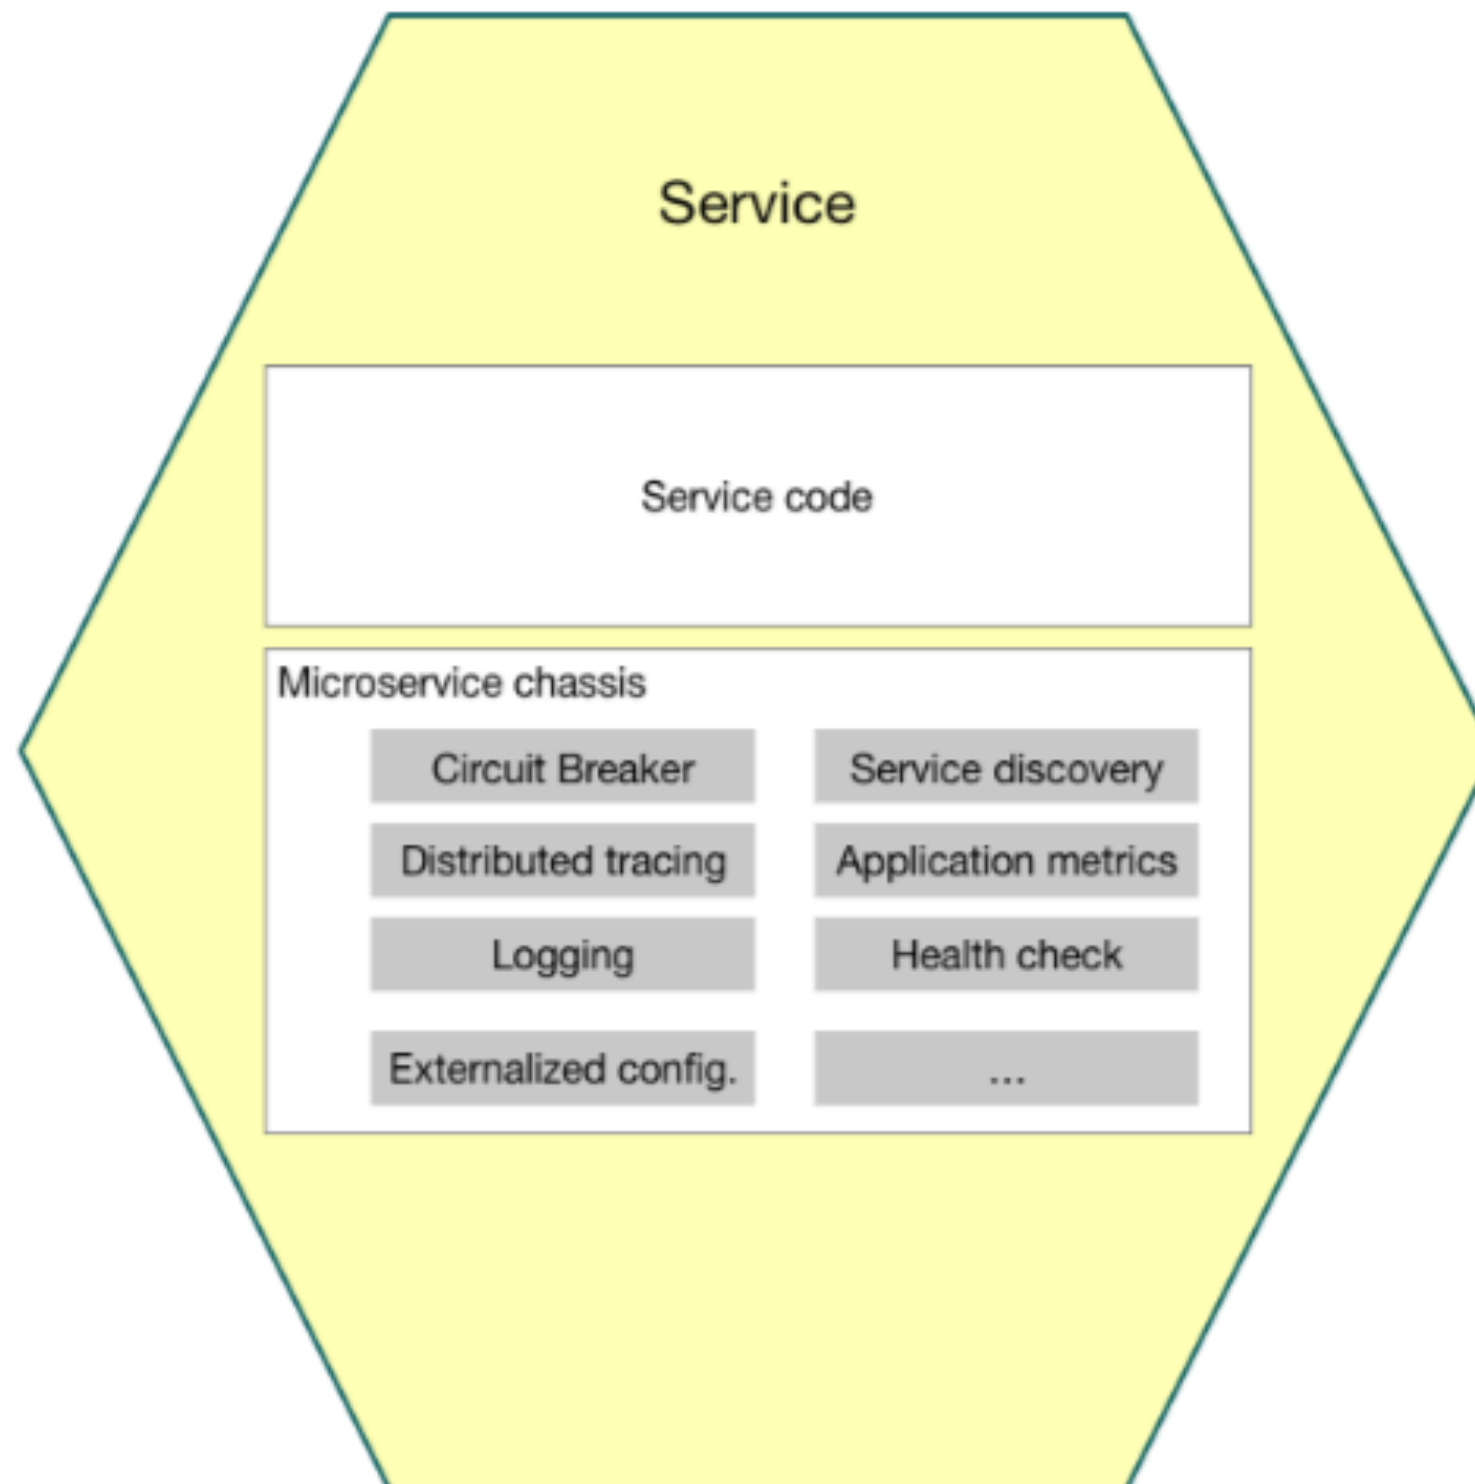 Service
Service code
Microservice chassis
Circuit Breaker
Service discovery
Distributed tracing
Application metrics
Logging
Health check
Externalized config.
...